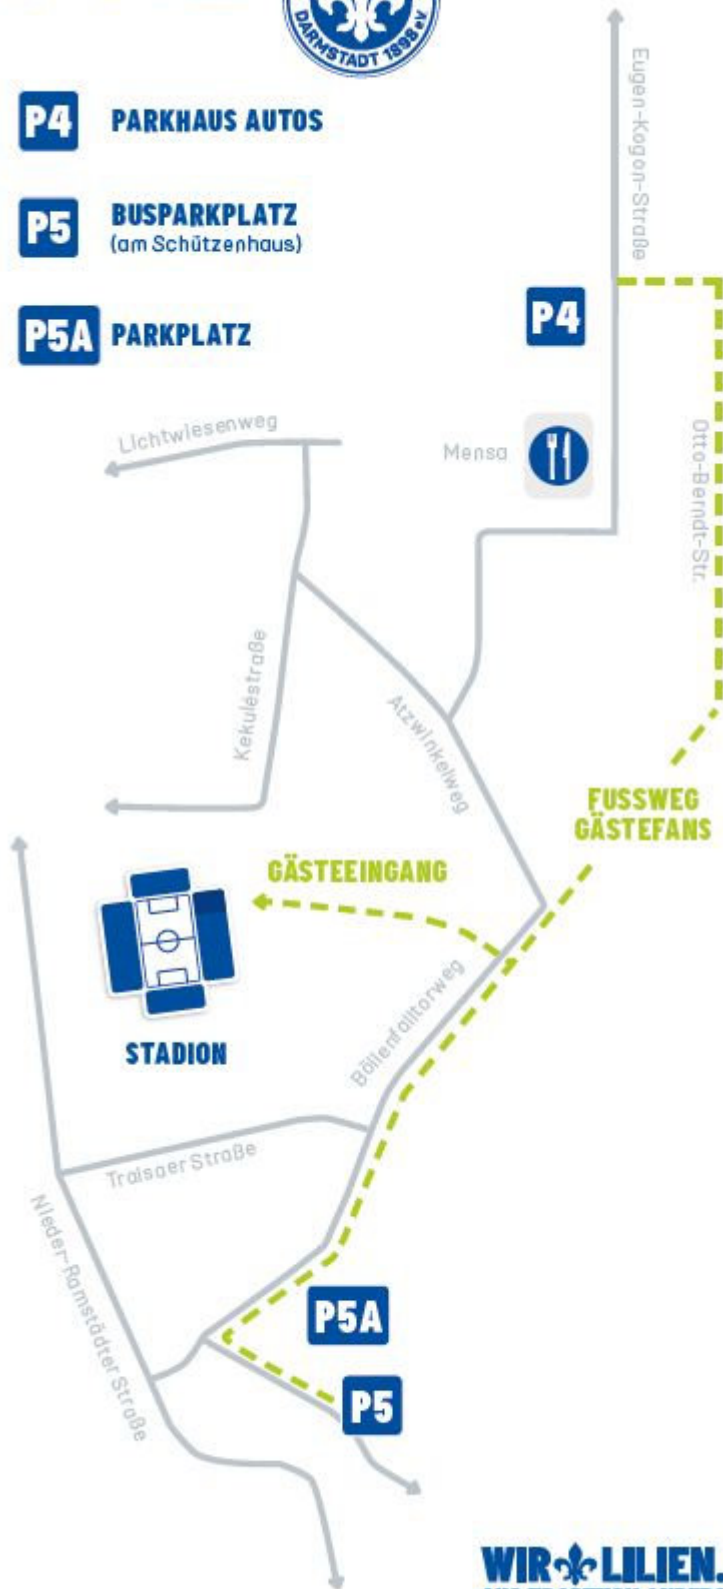 DARMSTADT 1898 e.V.
P4 PARKHAUS AUTOS
P5 BUSPARKPLATZ
(am Schützenhaus)
P5A PARKPLATZ
Eugen-Kogon-Straße
P4
Lichtwiesenweg
Mensa
Otto-Berndt-Str.
Kekuléstraße
Atzwinkelweg
FUSSWEG
GÄSTEFANS
GÄSTEEINGANG
STADION
Böllenfalltorweg
Traisaer Straße
Nieder-Ramstädter Straße
P5A
P5
WIR LILIEN.